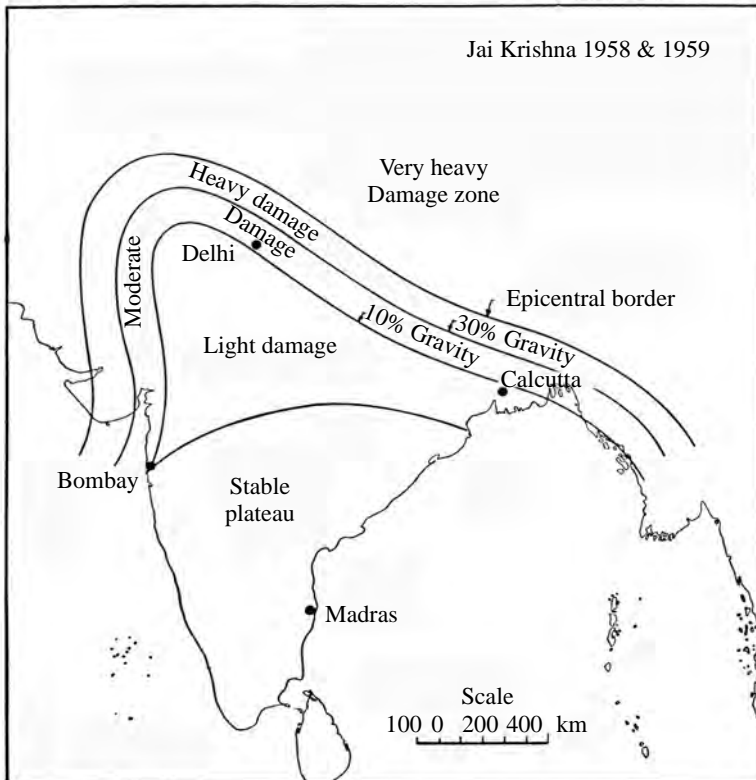 Jai Krishna 1958 & 1959
Very heavy
Damage zone
Heavy damage
Damage
Moderate
Delhi
Epicentral border
30% Gravity
10% Gravity
Light damage
Calcutta
Bombay
Stable
plateau
Madras
Scale
100 0 200 400 km